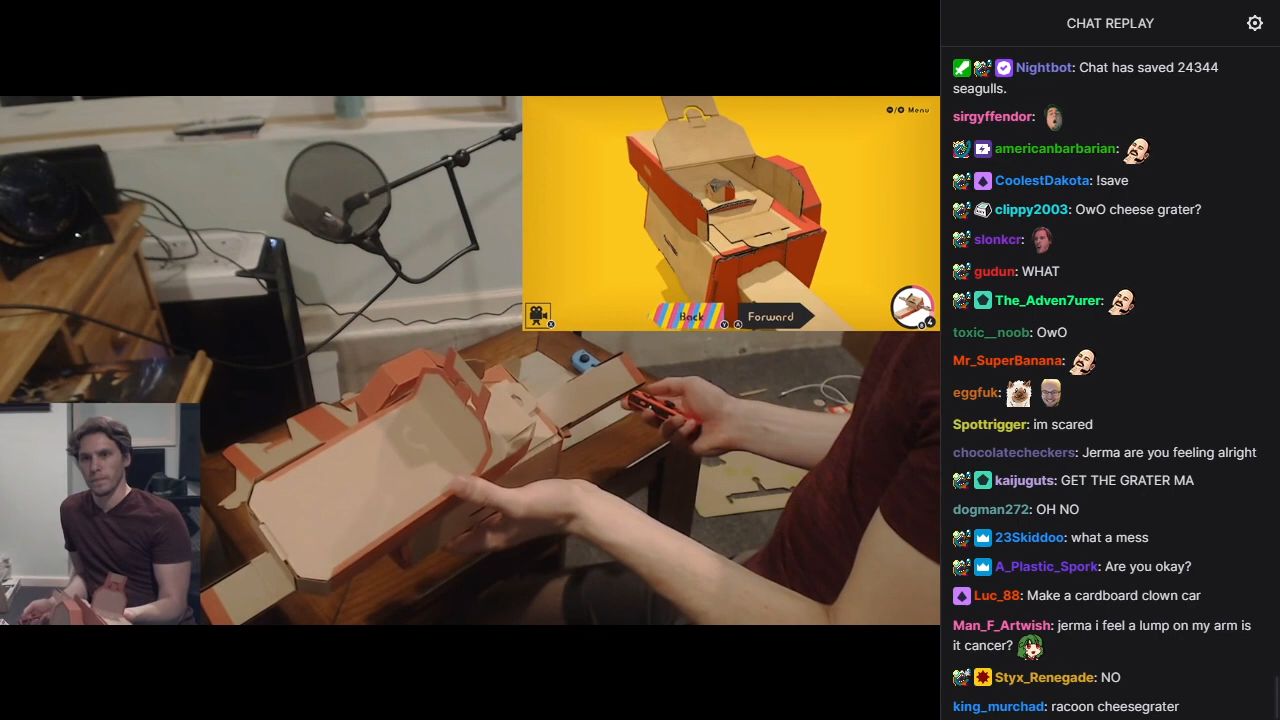 CHAT REPLAY
Nightbot: Chat has saved 24344
seagulls.
sirgyffendor:
americanbarbarian:
CoolestDakota: !save
clippy2003: OwO cheese grater?
slonkcr:
gudun: WHAT
The_Adven7urer:
toxic__noob: OwO
Mr_SuperBanana:
eggfuk:
Spottrigger: im scared
chocolatecheckers: Jerma are you feeling alright
kaijuguts: GET THE GRATER MA
dogman272: OH NO
23Skiddoo: what a mess
A_Plastic_Spork: Are you okay?
Luc_88: Make a cardboard clown car
Man_F_Artwish: jerma i feel a lump on my arm is
it cancer?
Styx_Renegade: NO
king_murchad: racoon cheesegrater
Menu
Back
Forward